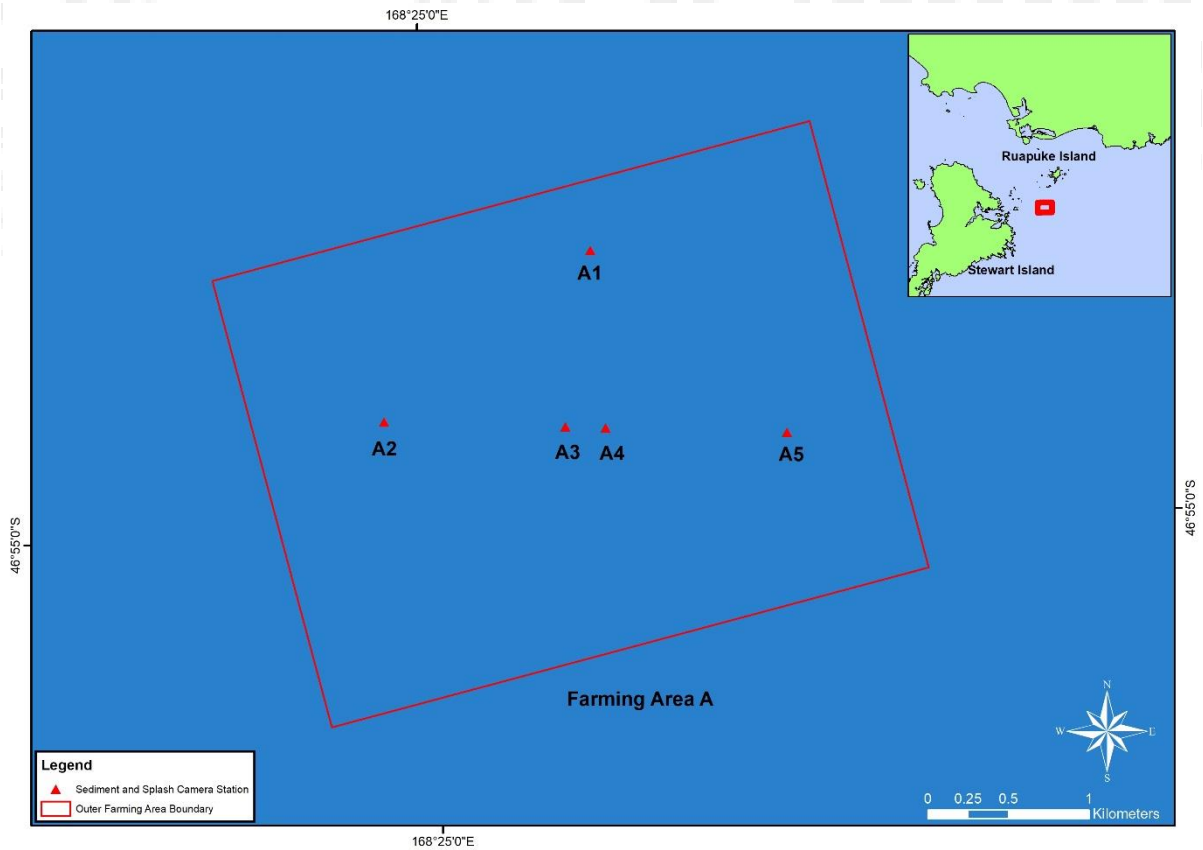 168°25'0"E
Ruapuke Island
Stewart Island
A1
A2
A3
A4
A5
46°55'0"S
46°55'0"S
Farming Area A
N
W
E
S
Legend
Sediment and Splash Camera Station
Outer Farming Area Boundary
0 0.25 0.5 1
Kilometers
168°25'0"E